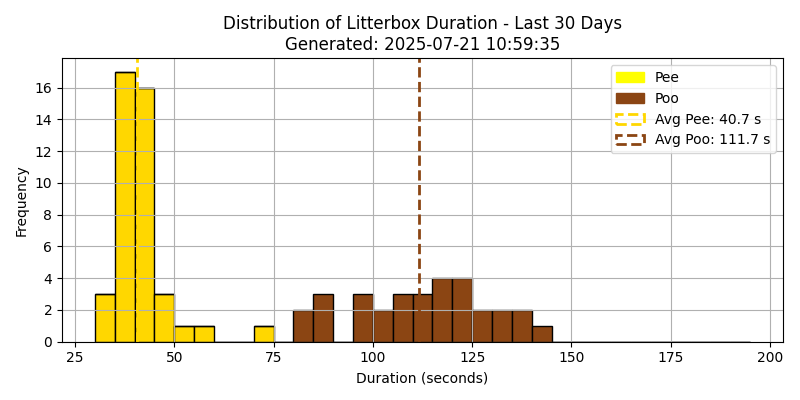 Distribution of Litterbox Duration - Last 30 Days
Generated: 2025-07-21 10:59:35
Pee
Poo
Avg Pee: 40.7 s
Avg Poo: 111.7 s
Frequency
16
14
12
10
8
6
4
2
0
25 50 75 100 125 150 175 200
Duration (seconds)